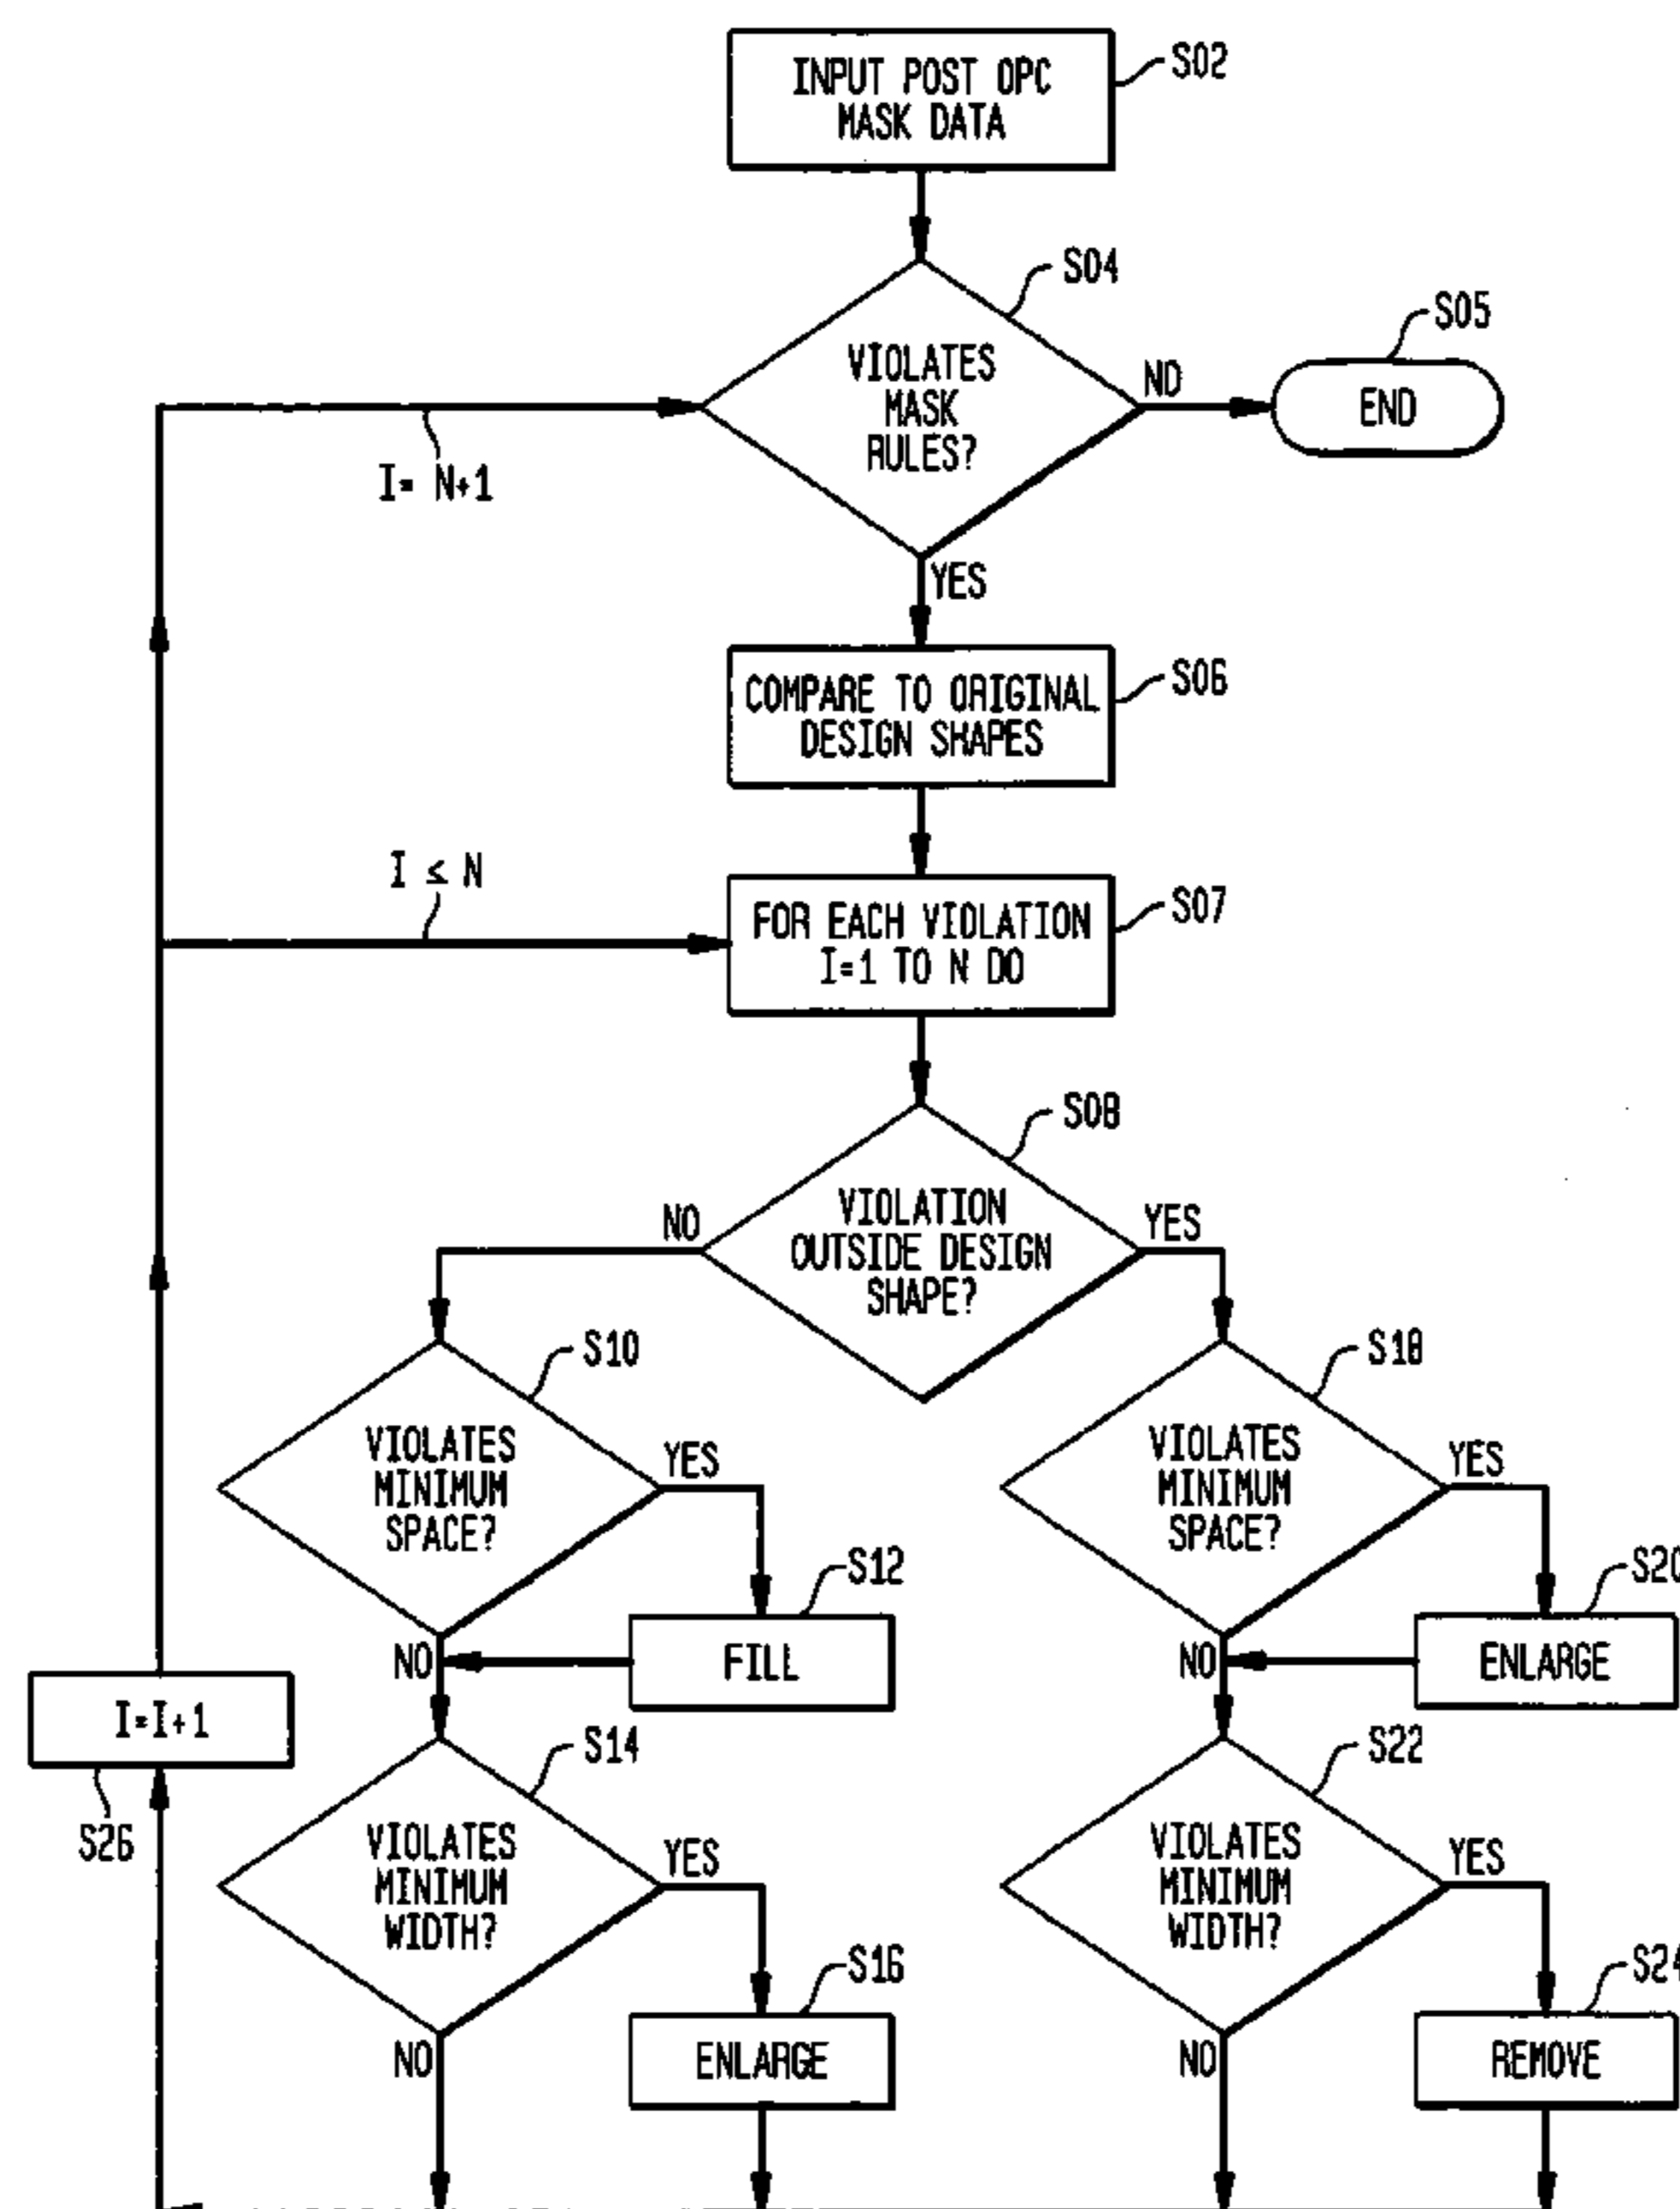 INPUT POST OPC
MASK DATA
S02
S04
VIOLATES
MASK
RULES?
NO
S05
END
I= N+1
YES
COMPARE TO ORIGINAL
DESIGN SHAPES
S06
I ≤ N
FOR EACH VIOLATION
I=1 TO N DO
S07
S08
VIOLATION
OUTSIDE DESIGN
SHAPE?
NO
YES
S10
VIOLATES
MINIMUM
SPACE?
YES
S12
FILL
NO
S18
VIOLATES
MINIMUM
SPACE?
YES
S20
ENLARGE
NO
I=I+1
S26
S14
VIOLATES
MINIMUM
WIDTH?
YES
S16
ENLARGE
NO
S22
VIOLATES
MINIMUM
WIDTH?
YES
S24
REMOVE
NO